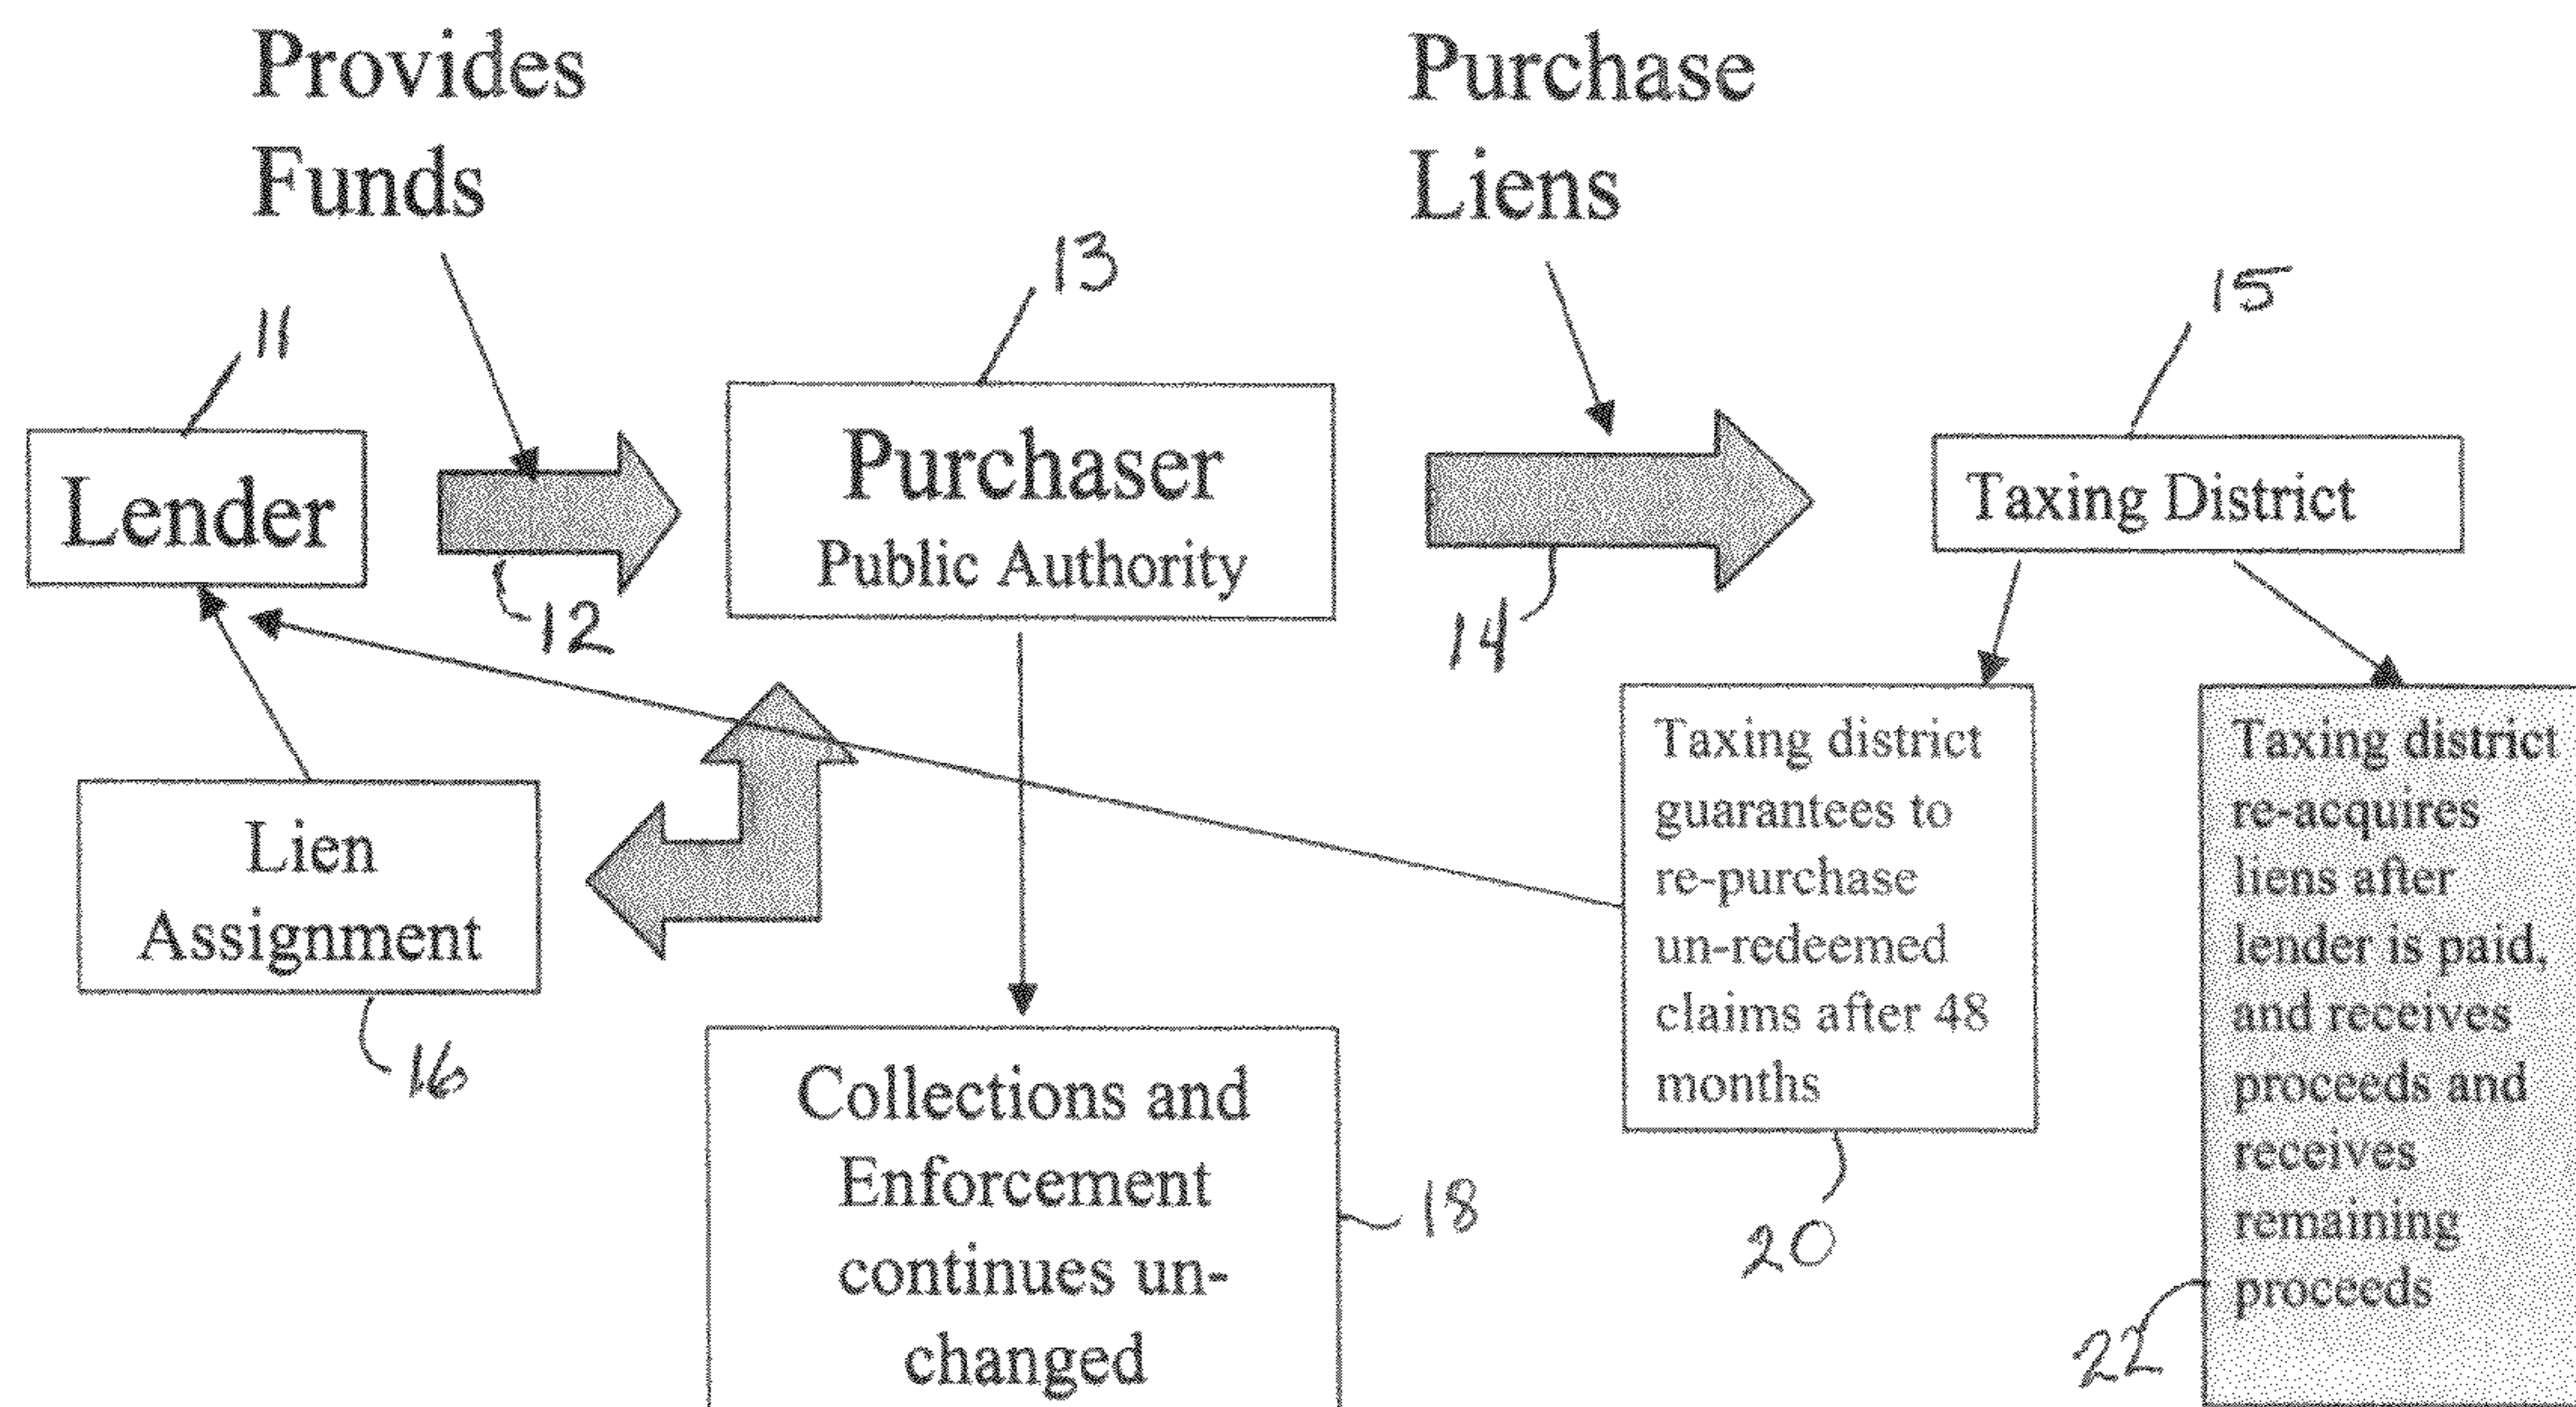 Provides
Funds
Purchase
Liens
13
15
11
Lender
Purchaser
Public Authority
Taxing District
12
14
Lien
Assignment
16
Taxing district
guarantees to
re-purchase
un-redeemed
claims after 48
months
Taxing district
re-acquires
liens after
lender is paid,
and receives
proceeds and
receives
remaining
proceeds
Collections and
Enforcement
continues un-
changed
18
20
22